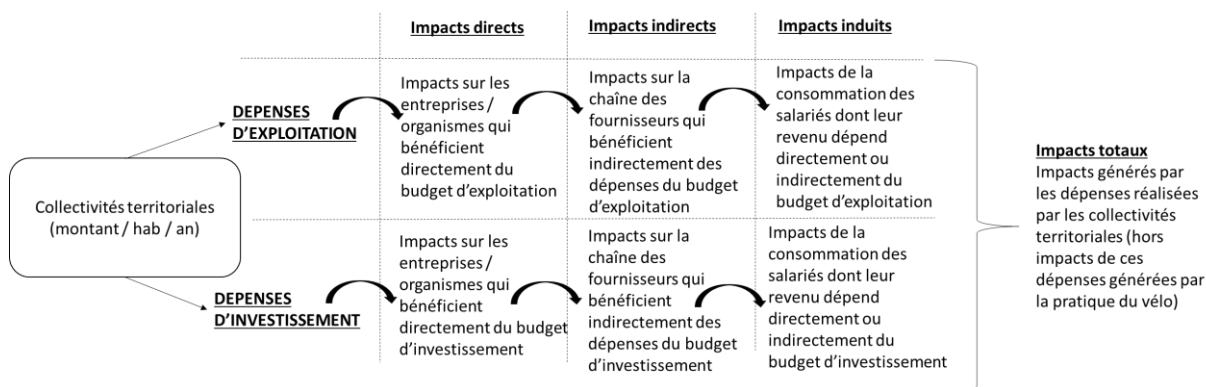 Impacts directs
Impacts indirects
Impacts induits
Collectivités territoriales
(montant / hab / an)
DEPENSES
D’EXPLOITATION
Impacts sur les
entreprises /
organismes qui
bénéficient
directement du
budget d’exploitation
Impacts sur la
chaîne des
fournisseurs qui
bénéficient
indirectement des
dépenses du budget
d’exploitation
Impacts de la
consommation des
salariés dont leur
revenu dépend
directement ou
indirectement du
budget d’exploitation
DEPENSES
D’INVESTISSEMENT
Impacts sur les
entreprises /
organismes qui
bénéficient
directement du budget
d’investissement
Impacts sur la
chaîne des
fournisseurs qui
bénéficient
indirectement des
dépenses du budget
d’investissement
Impacts de la
consommation des
salariés dont leur
revenu dépend
directement ou
indirectement du
budget d’investissement
Impacts totaux
Impacts générés par
les dépenses réalisées
par les collectivités
territoriales (hors
impacts de ces
dépenses générées par
la pratique du vélo)